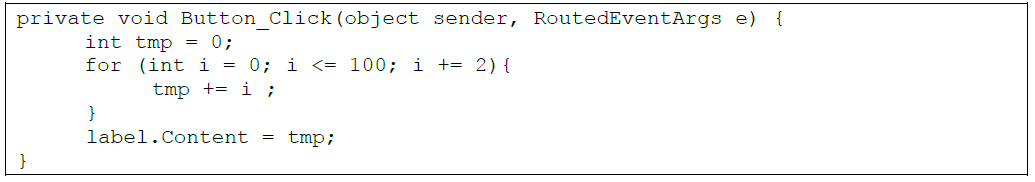 private void Button_Click(object sender, RoutedEventArgs e) {
int tmp = 0;
for (int i = 0; i <= 100; i += 2){
tmp += i ;
}
label.Content = tmp;
}